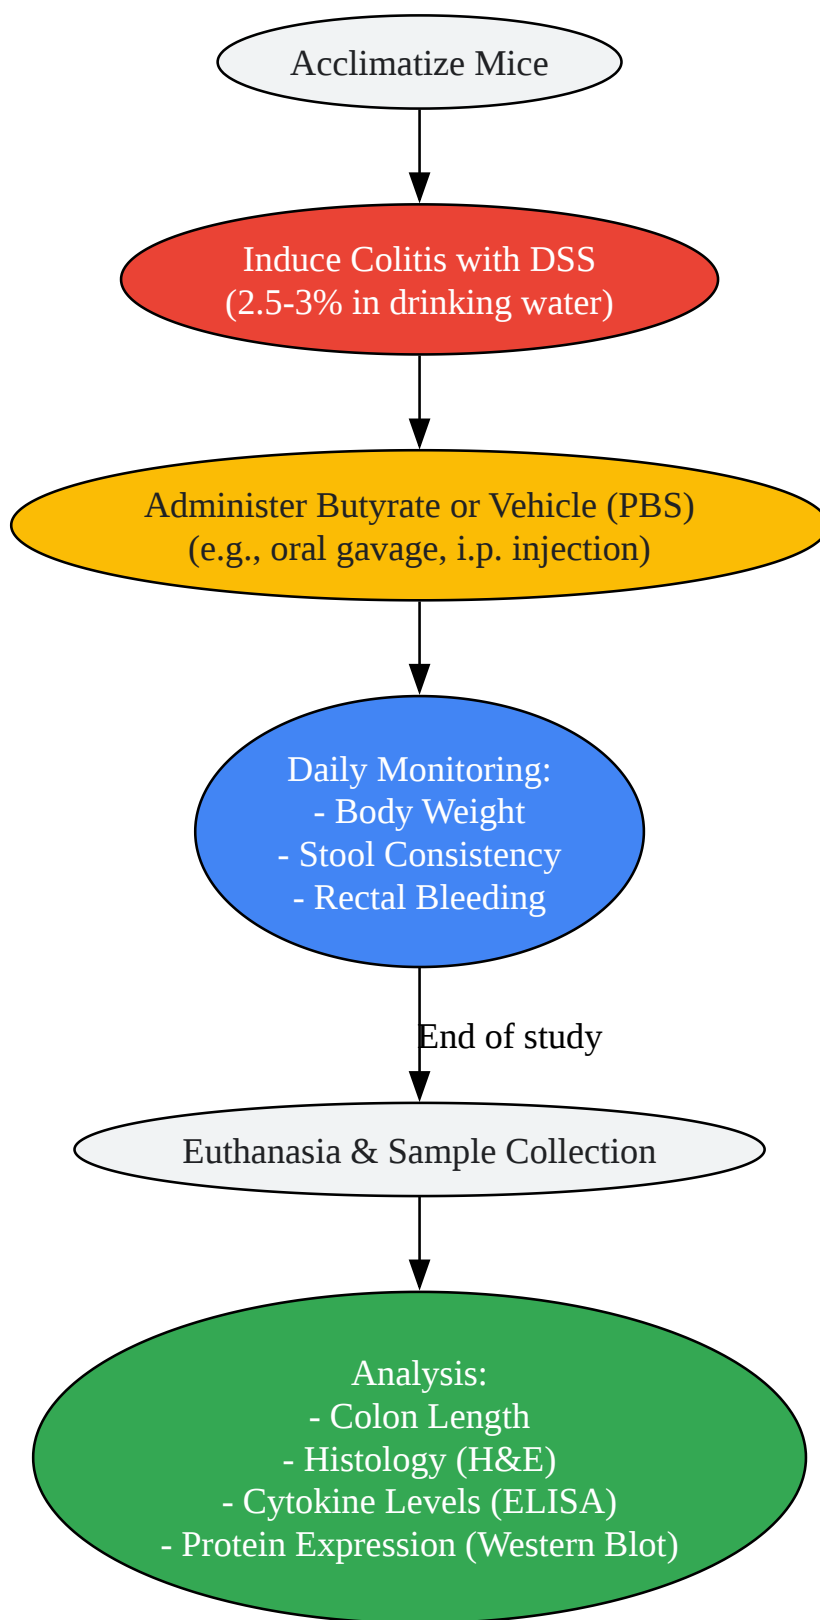 Acclimatize Mice
Induce Colitis with DSS
(2.5-3% in drinking water)
Administer Butyrate or Vehicle (PBS)
(e.g., oral gavage, i.p. injection)
Daily Monitoring:
- Body Weight
- Stool Consistency
- Rectal Bleeding
End of study
Euthanasia & Sample Collection
Analysis:
- Colon Length
- Histology (H&E)
- Cytokine Levels (ELISA)
- Protein Expression (Western Blot)